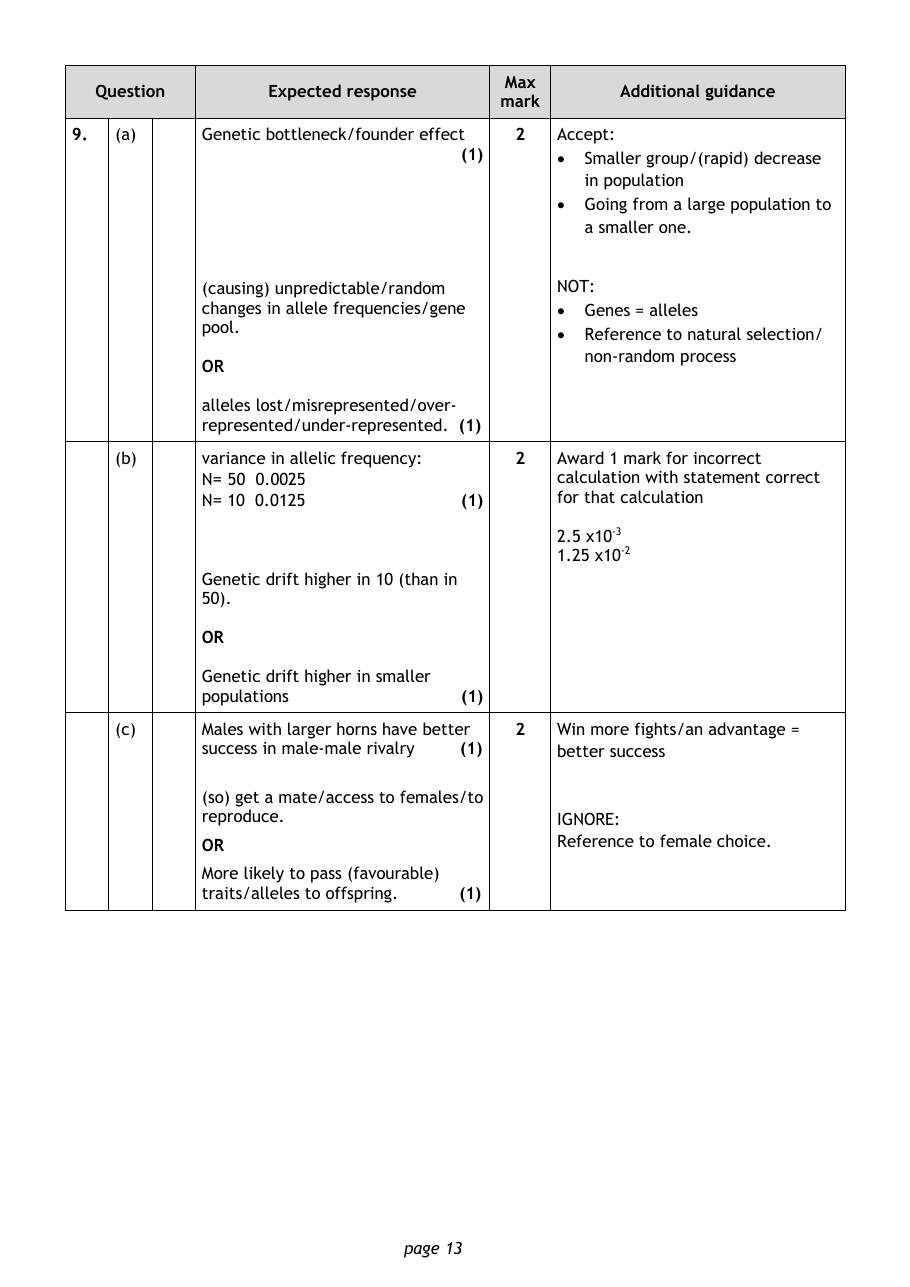 Question Expected response Max mark Additional guidance
9. (a) Genetic bottleneck/founder effect
(1)
2
Accept:
• Smaller group/(rapid) decrease
in population
• Going from a large population to
a smaller one.
(causing) unpredictable/random
changes in allele frequencies/gene
pool.
OR
alleles lost/misrepresented/over-
represented/under-represented. (1)
NOT:
• Genes = alleles
• Reference to natural selection/
non-random process
(b) variance in allelic frequency:
N= 50 0.0025
N= 10 0.0125 (1)
Genetic drift higher in 10 (than in
50).
OR
Genetic drift higher in smaller
populations (1)
2
Award 1 mark for incorrect
calculation with statement correct
for that calculation
2.5 x10-3
1.25 x10-2
(c) Males with larger horns have better
success in male-male rivalry (1)
(so) get a mate/access to females/to
reproduce.
OR
More likely to pass (favourable)
traits/alleles to offspring. (1)
2
Win more fights/an advantage =
better success
IGNORE:
Reference to female choice.
page 13